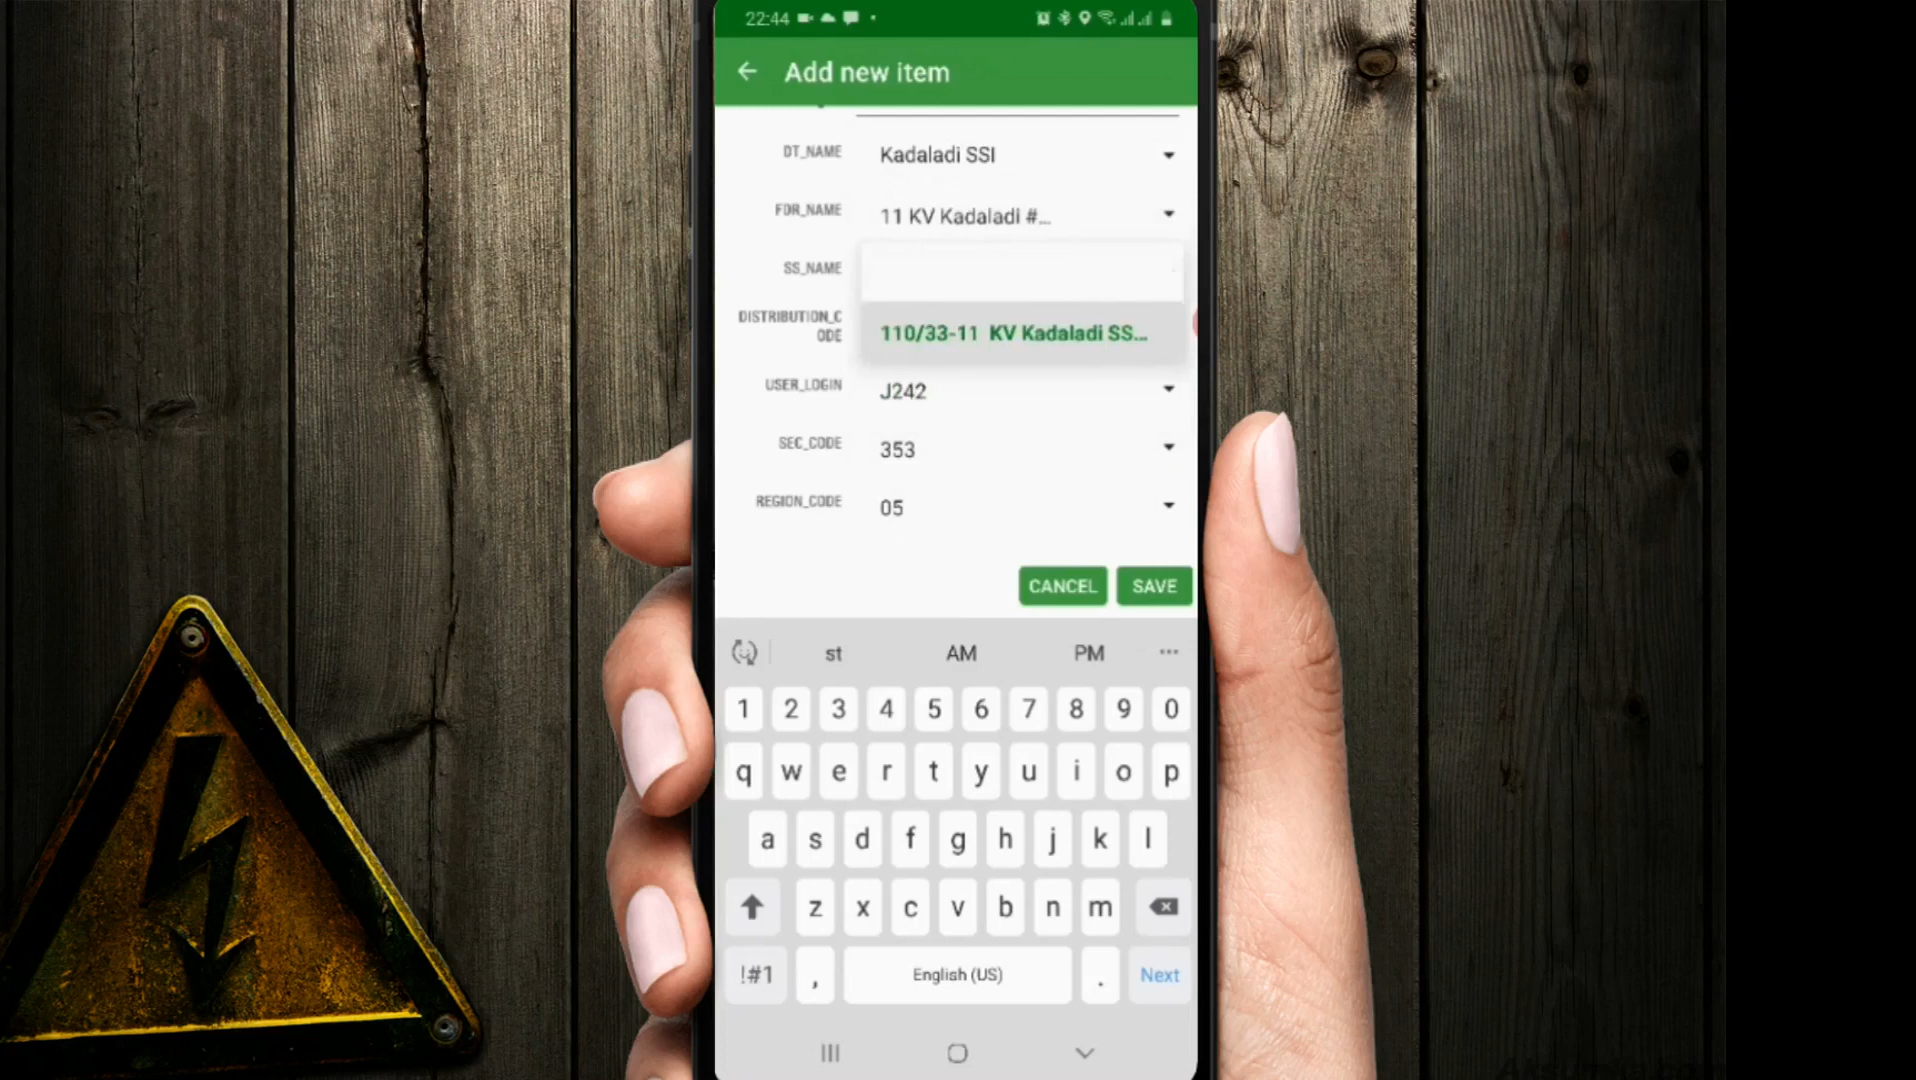 22:44
Add new item
DT_NAME Kadaladi SSI
FDR_NAME 11 KV Kadaladi #...
SS_NAME
DISTRIBUTION_C
ODE
110/33-11 KV Kadaladi SS...
USER_LOGIN J242
SEC_CODE 353
REGION_CODE 05
CANCEL SAVE
st AM PM ...
1 2 3 4 5 6 7 8 9 0
q w e r t y u i o p
a s d f g h j k l
z x c v b n m
!#1 , English (US) . Next